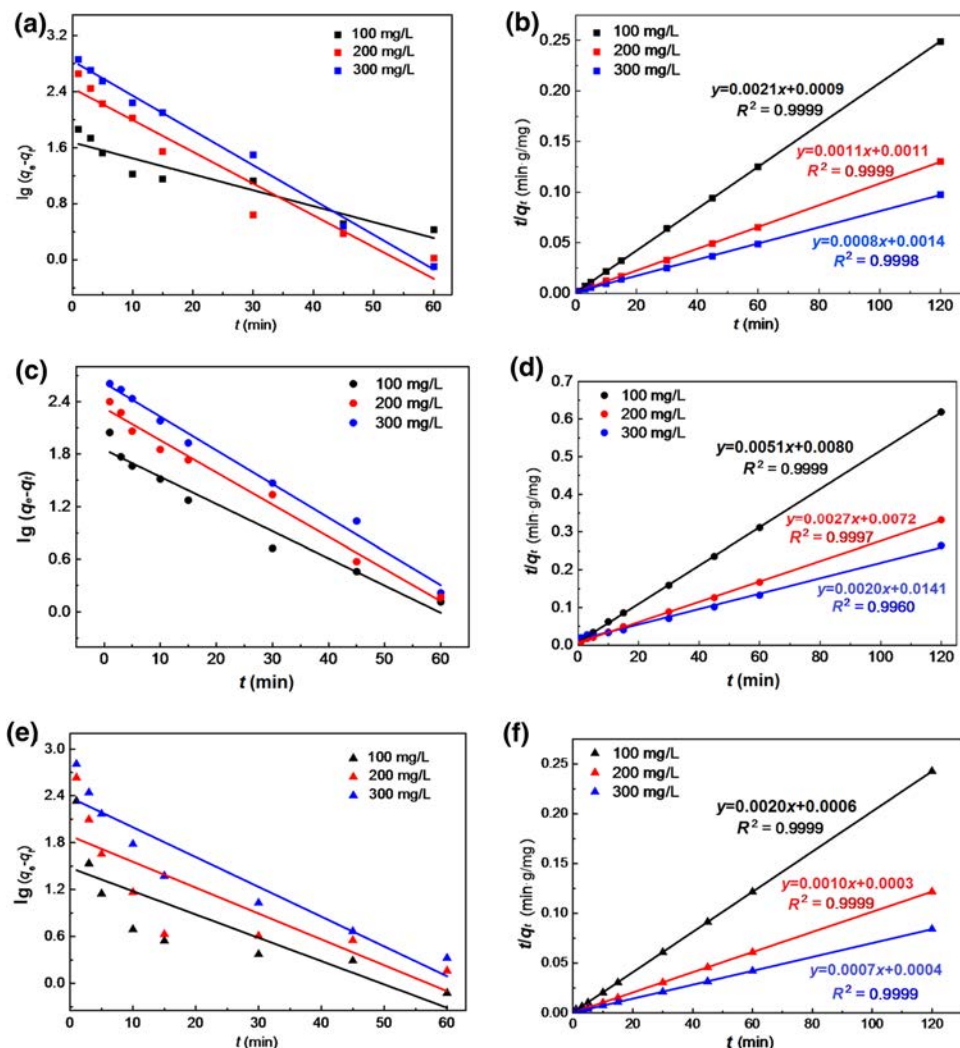 (a)
3.2
2.4
1.6
0.8
0.0
0 10 20 30 40 50 60
lg (qe-qt)
t (min)
100 mg/L
200 mg/L
300 mg/L
(b)
0.25
0.20
0.15
0.10
0.05
0.00
0 20 40 60 80 100 120
t/qt (min·g/mg)
t (min)
100 mg/L
200 mg/L
300 mg/L
y=0.0021x+0.0009
R² = 0.9999
y=0.0011x+0.0011
R² = 0.9999
y=0.0008x+0.0014
R² = 0.9998
(c)
2.4
1.8
1.2
0.6
0.0
0 10 20 30 40 50 60
lg (qe-qt)
t (min)
100 mg/L
200 mg/L
300 mg/L
(d)
0.7
0.6
0.5
0.4
0.3
0.2
0.1
0.0
0 20 40 60 80 100 120
t/qt (min·g/mg)
t (min)
100 mg/L
200 mg/L
300 mg/L
y=0.0051x+0.0080
R² = 0.9999
y=0.0027x+0.0072
R² = 0.9997
y=0.0020x+0.0141
R² = 0.9960
(e)
3.0
2.4
1.8
1.2
0.6
0.0
0 10 20 30 40 50 60
lg (qe-qt)
t (min)
100 mg/L
200 mg/L
300 mg/L
(f)
0.25
0.20
0.15
0.10
0.05
0.00
0 20 40 60 80 100 120
t/qt (min·g/mg)
t (min)
100 mg/L
200 mg/L
300 mg/L
y=0.0020x+0.0006
R² = 0.9999
y=0.0010x+0.0003
R² = 0.9999
y=0.0007x+0.0004
R² = 0.9999